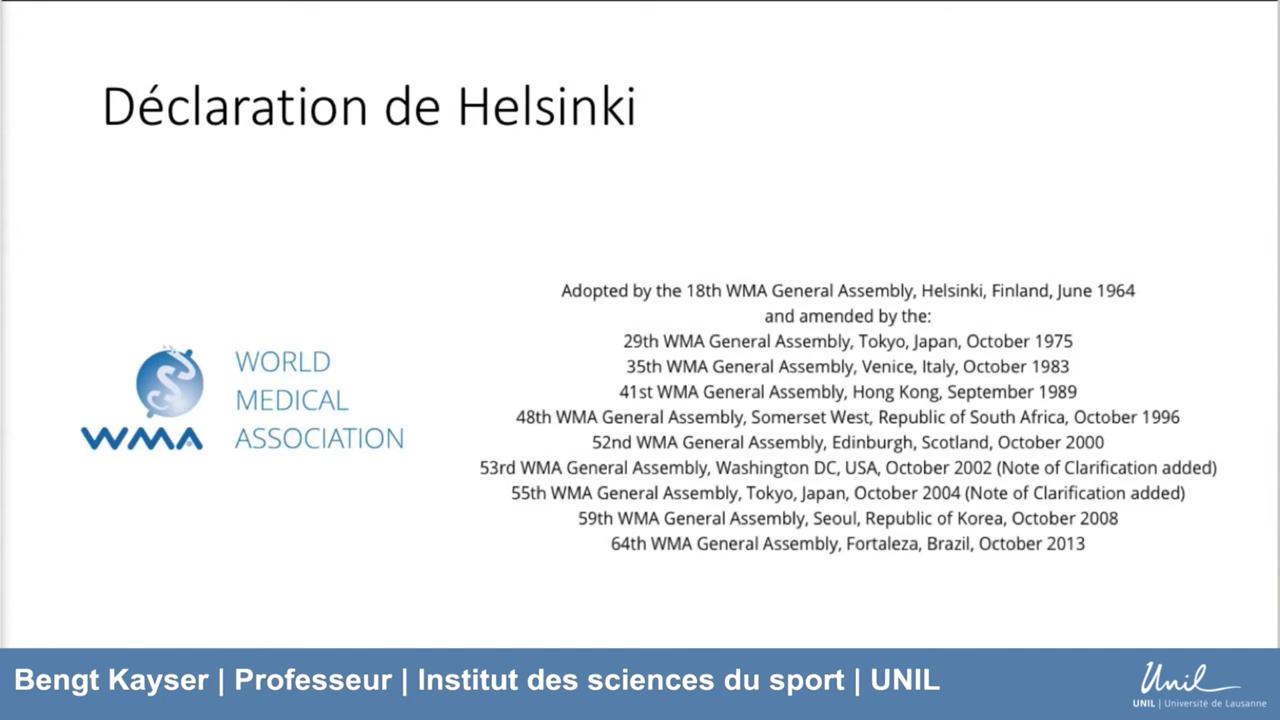 Déclaration de Helsinki
Adopted by the 18th WMA General Assembly, Helsinki, Finland, June 1964
and amended by the:
29th WMA General Assembly, Tokyo, Japan, October 1975
35th WMA General Assembly, Venice, Italy, October 1983
41st WMA General Assembly, Hong Kong, September 1989
48th WMA General Assembly, Somerset West, Republic of South Africa, October 1996
52nd WMA General Assembly, Edinburgh, Scotland, October 2000
53rd WMA General Assembly, Washington DC, USA, October 2002 (Note of Clarification added)
55th WMA General Assembly, Tokyo, Japan, October 2004 (Note of Clarification added)
59th WMA General Assembly, Seoul, Republic of Korea, October 2008
64th WMA General Assembly, Fortaleza, Brazil, October 2013
WMA
WORLD
MEDICAL
ASSOCIATION
Bengt Kayser | Professeur | Institut des sciences du sport | UNIL
Unil
UNIL | Université de Lausanne